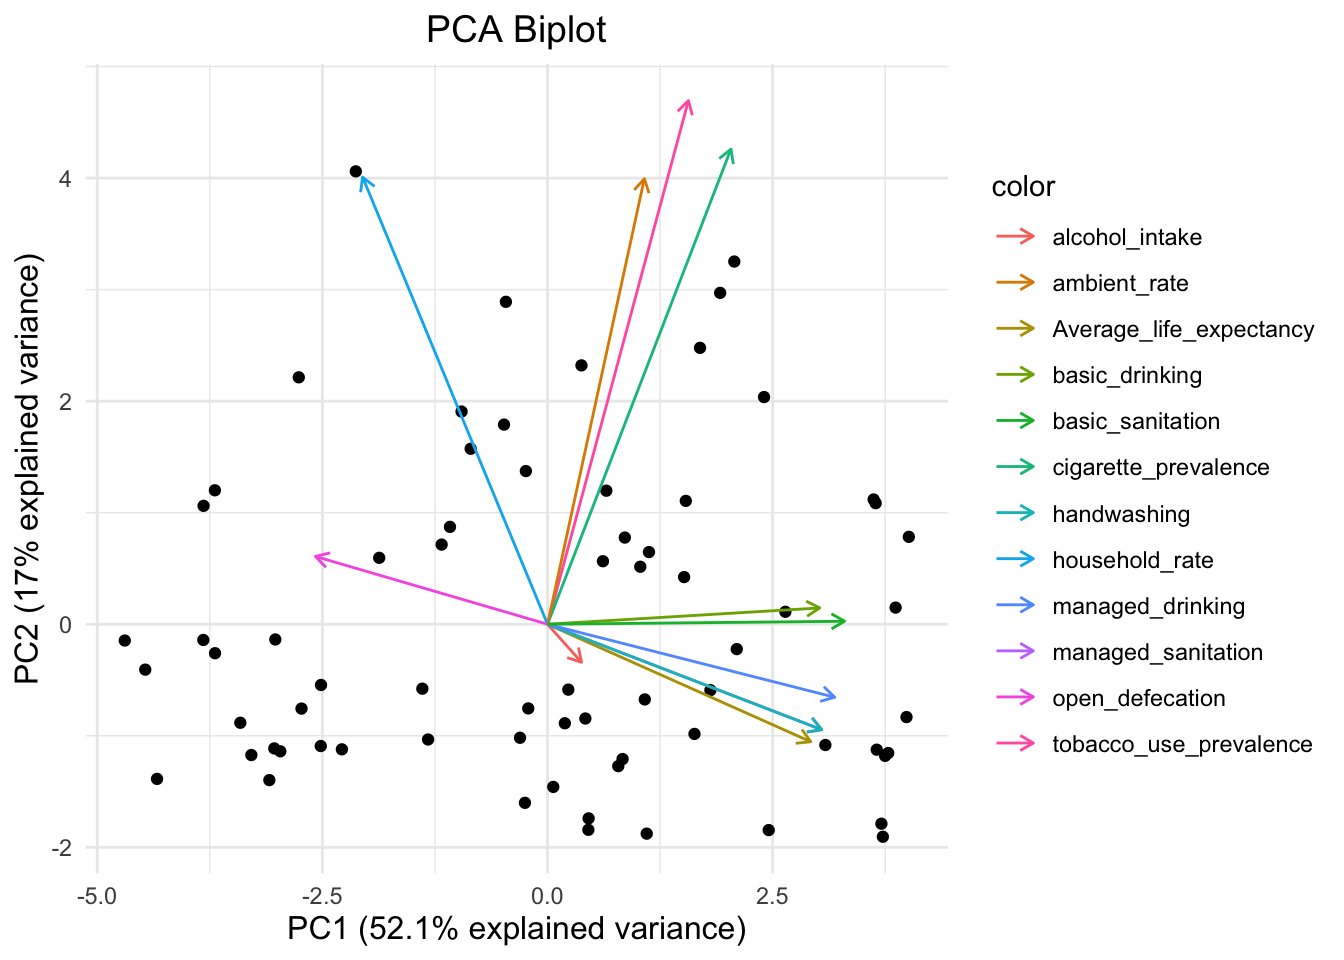 PCA Biplot
PC2 (17% explained variance)
4
2
0
-2
-5.0
-2.5
0.0
2.5
PC1 (52.1% explained variance)
color
alcohol_intake
ambient_rate
Average_life_expectancy
basic_drinking
basic_sanitation
cigarette_prevalence
handwashing
household_rate
managed_drinking
managed_sanitation
open_defecation
tobacco_use_prevalence